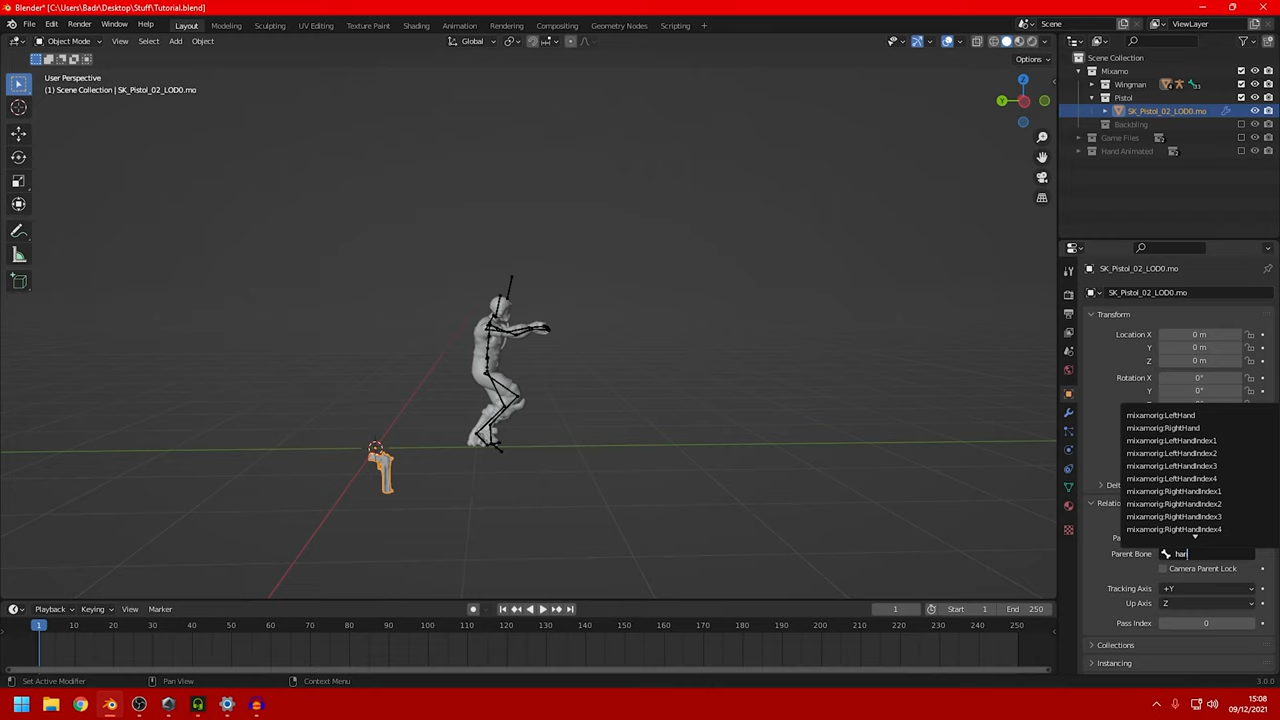 Blender* [C:\Users\Badr\Desktop\Stuff\Tutorial.blend]
File Edit Render Window Help Layout Modeling Sculpting UV Editing Texture Paint Shading Animation Rendering Compositing Geometry Nodes Scripting + Scene ViewLayer
Object Mode View Select Add Object Global
Options
User Perspective
(1) Scene Collection | SK_Pistol_02_LOD0.mo
Z
Y
Scene Collection
Mixamo
Wingman
Pistol
SK_Pistol_02_LOD0.mo
Backbling
Game Files
Hand Animated
SK_Pistol_02_LOD0.mo
SK_Pistol_02_LOD0.mo
Transform
Location X 0 m
Y 0 m
Z 0 m
Rotation X 0°
Y 0°
mixamorig:LeftHand
mixamorig:RightHand
mixamorig:LeftHandIndex1
mixamorig:LeftHandIndex2
mixamorig:LeftHandIndex3
mixamorig:LeftHandIndex4
mixamorig:RightHandIndex1
mixamorig:RightHandIndex2
mixamorig:RightHandIndex3
mixamorig:RightHandIndex4
Parent Bone han
Camera Parent Lock
Tracking Axis +Y
Up Axis Z
Pass Index 0
Collections
Instancing
Playback Keying View Marker 1 Start 1 End 250
1 10 20 30 40 50 60 70 80 90 100 110 120 130 140 150 160 170 180 190 200 210 220 230 240 250
Set Active Modifier Pan View Context Menu 3.0.0
15:08
09/12/2021